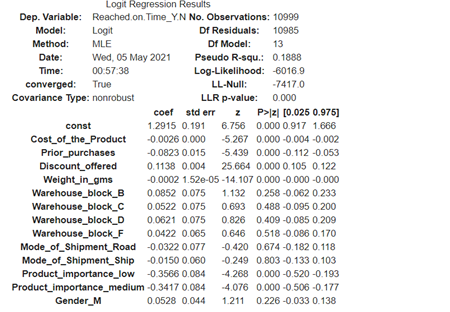 Logit Regression Results
Dep. Variable: Reached.on.Time_Y.N No. Observations: 10999
Model: Logit Df Residuals: 10985
Method: MLE Df Model: 13
Date: Wed, 05 May 2021 Pseudo R-squ.: 0.1888
Time: 00:57:38 Log-Likelihood: -6016.9
converged: True LL-Null: -7417.0
Covariance Type: nonrobust LLR p-value: 0.000
coef std err z P>|z| [0.025 0.975]
const 1.2915 0.191 6.756 0.000 0.917 1.666
Cost_of_the_Product -0.0026 0.000 -5.267 0.000 -0.004 -0.002
Prior_purchases -0.0823 0.015 -5.439 0.000 -0.112 -0.053
Discount_offered 0.1138 0.004 25.664 0.000 0.105 0.122
Weight_in_gms -0.0002 1.52e-05 -14.107 0.000 -0.000 -0.000
Warehouse_block_B 0.0852 0.075 1.132 0.258 -0.062 0.233
Warehouse_block_C 0.0522 0.075 0.693 0.488 -0.095 0.200
Warehouse_block_D 0.0621 0.075 0.826 0.409 -0.085 0.209
Warehouse_block_F 0.0422 0.065 0.646 0.518 -0.086 0.170
Mode_of_Shipment_Road -0.0322 0.077 -0.420 0.674 -0.182 0.118
Mode_of_Shipment_Ship -0.0150 0.060 -0.249 0.803 -0.133 0.103
Product_importance_low -0.3566 0.084 -4.268 0.000 -0.520 -0.193
Product_importance_medium -0.3417 0.084 -4.076 0.000 -0.506 -0.177
Gender_M 0.0528 0.044 1.211 0.226 -0.033 0.138